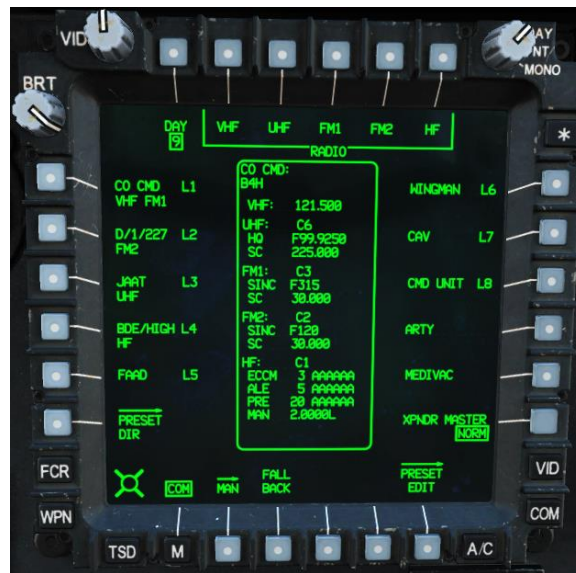 VID
AY
NT
MONO
BRT
DAY VHF UHF FM1 FM2 HF
9
RADIO
*
CO CMD L1
VHF FM1
D/1/227 L2
FM2
JAAT L3
UHF
BDE/HIGH L4
HF
FAAD L5
PRESET
DIR
CO CMD:
B4H
VHF: 121.500
UHF: C6
HQ F99.9250
SC 225.000
FM1: C3
SINC F315
SC 30.000
FM2: C2
SINC F120
SC 30.000
HF: C1
ECCM 3 AAAAAA
ALE 5 AAAAAA
PRE 20 AAAAAA
MAN 2.0000L
WINGMAN L6
CAV L7
CMD UNIT L8
ARTY
MEDIVAC
XPNDR MASTER
NORM
FCR
VID
COM MAN FALL
BACK
PRESET
EDIT
WPN
COM
TSD M A/C